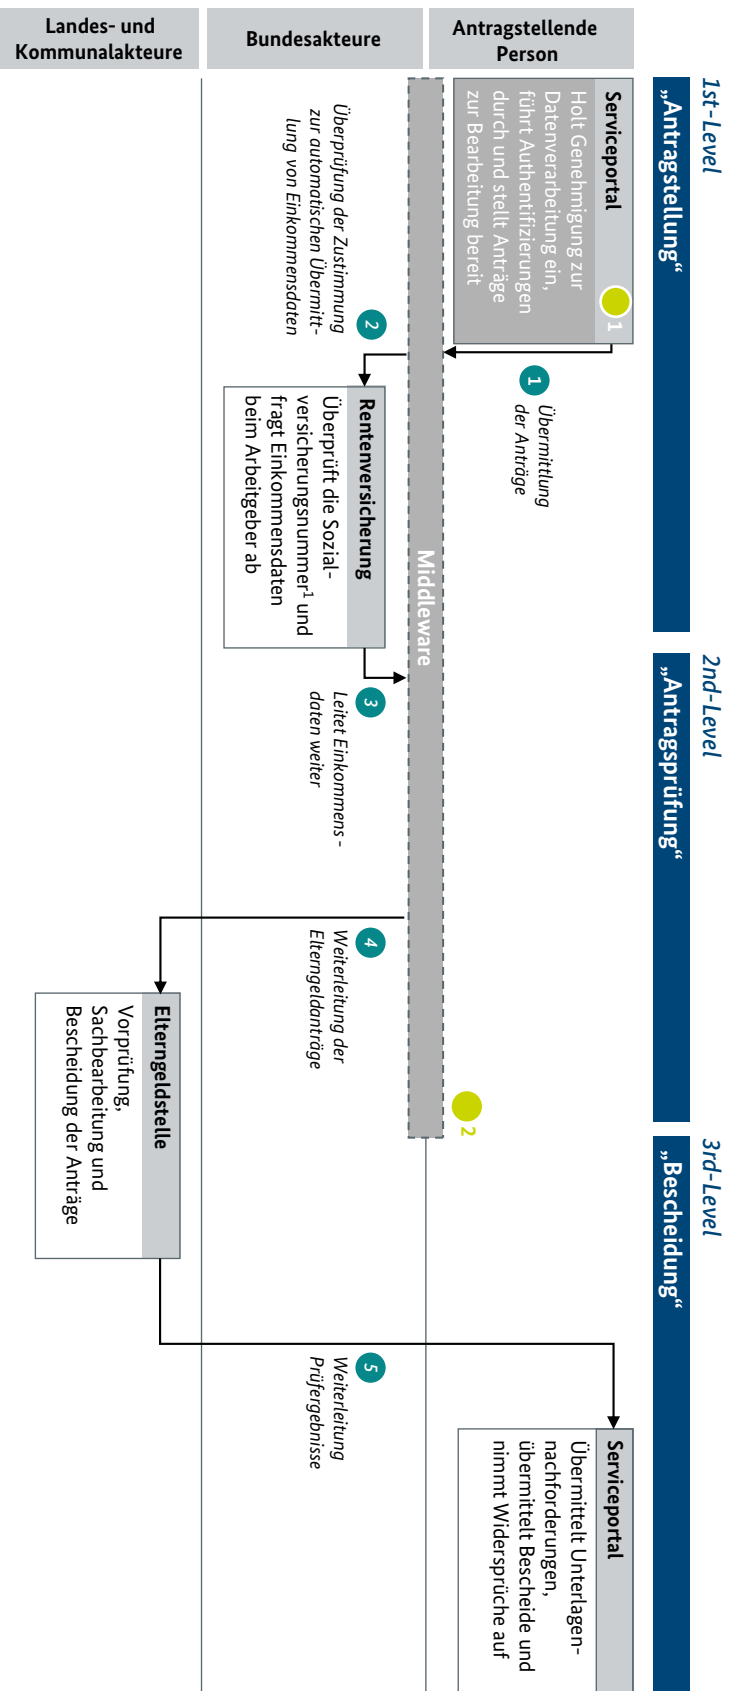 Landes- und
Kommunalakteure
Bundesakteure
Antragstellende
Person
1st-Level
„Antragstellung“
2nd-Level
„Antragsprüfung“
3rd-Level
„Bescheidung“
Serviceportal
1
Holt Genehmigung zur
Datenverarbeitung ein,
führt Authentifizierungen
durch und stellt Anträge
zur Bearbeitung bereit
1
Übermittlung
der Anträge
Middleware
2
2
Überprüfung der Zustimmung
zur automatischen Übermitt-
lung von Einkommensdaten
Rentenversicherung
Überprüft die Sozial-
versicherungsnummer¹ und
fragt Einkommensdaten
beim Arbeitgeber ab
3
Leitet Einkommens -
daten weiter
4
Weiterleitung der
Elterngeldanträge
Elterngeldstelle
Vorprüfung,
Sachbearbeitung und
Bescheidung der Anträge
5
Weiterleitung
Prüfergebnisse
Serviceportal
Übermittelt Unterlagen-
nachforderungen,
übermittelt Bescheide und
nimmt Widersprüche auf